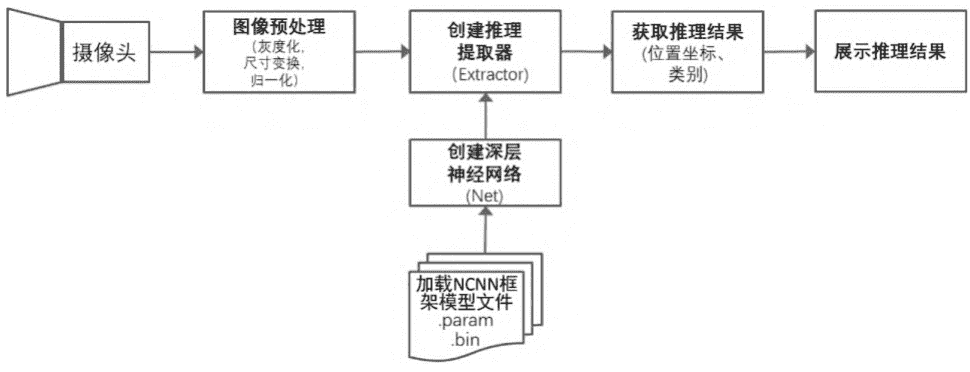 摄像头
图像预处理
(灰度化,
尺寸变换,
归一化)
创建推理
提取器
(Extractor)
获取推理结果
(位置坐标、
类别)
展示推理结果
创建深层
神经网络
(Net)
加载NCNN框
架模型文件
.param
.bin